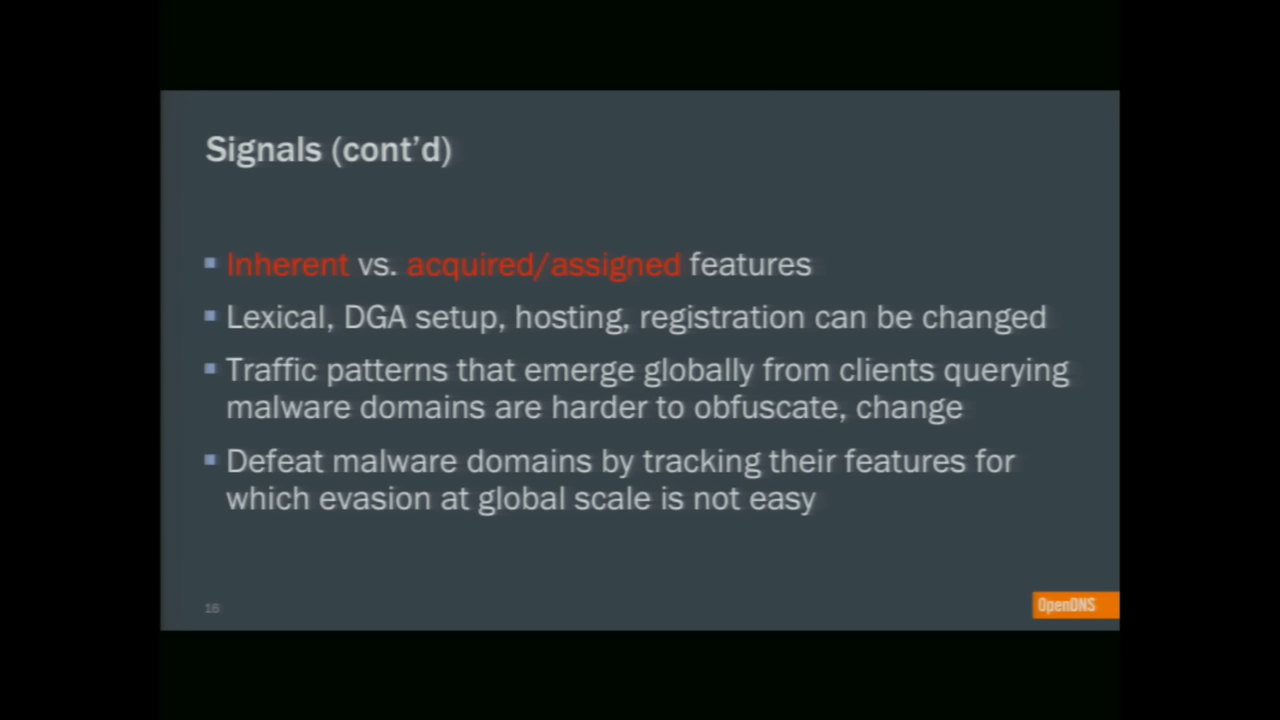 Signals (cont’d)
Inherent vs. acquired/assigned features
Lexical, DGA setup, hosting, registration can be changed
Traffic patterns that emerge globally from clients querying
malware domains are harder to obfuscate, change
Defeat malware domains by tracking their features for
which evasion at global scale is not easy
16
OpenDNS